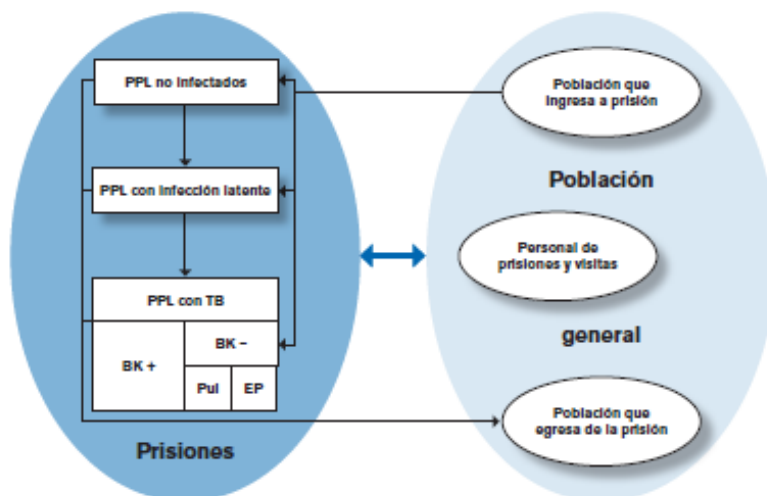 PPL no infectados
PPL con infección latente
PPL con TB
BK +
BK –
Pul
EP
Prisiones
Población que
ingresa a prisión
Población
Personal de
prisiones y visitas
general
Población que
egresa de la prisión